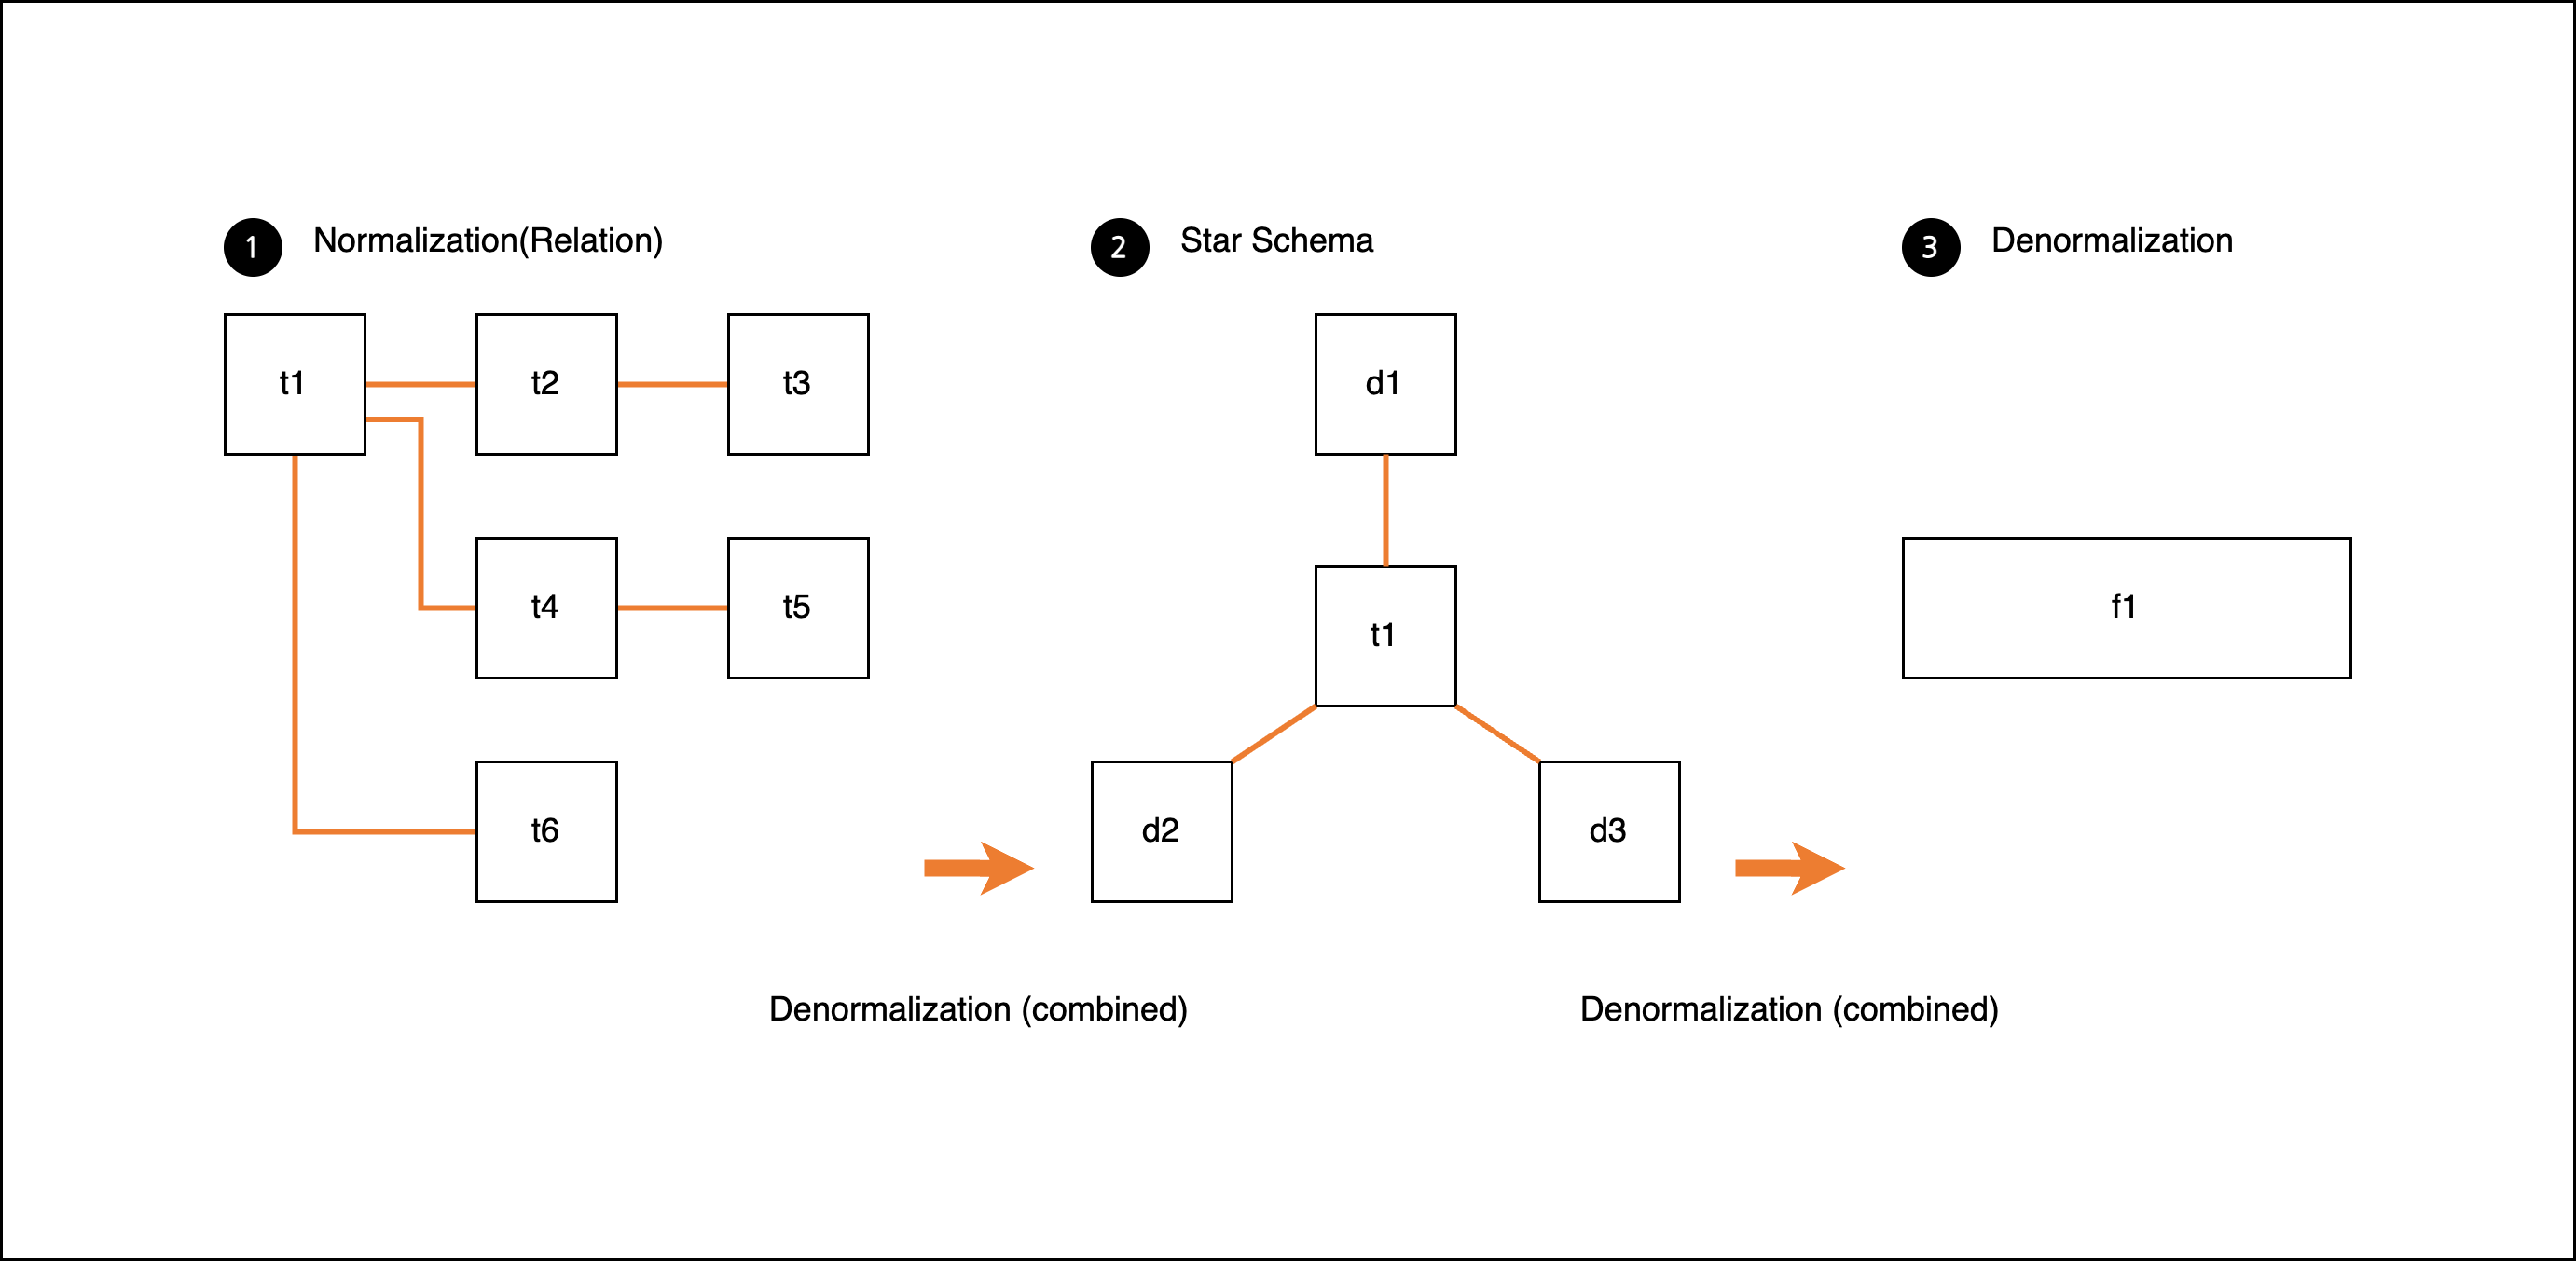 1 Normalization(Relation)
t1
t2
t3
t4
t5
t6
Denormalization (combined)
2 Star Schema
d1
t1
d2
d3
Denormalization (combined)
3 Denormalization
f1